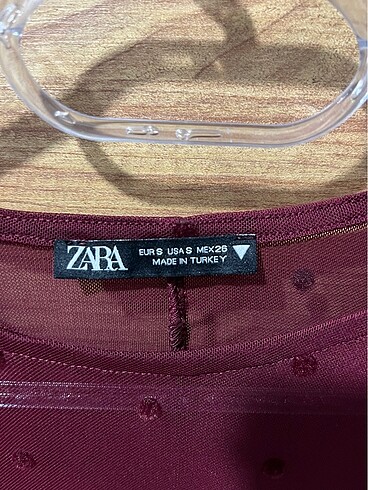 ZARA
EUR S USA S MEX 26
MADE IN TURKEY